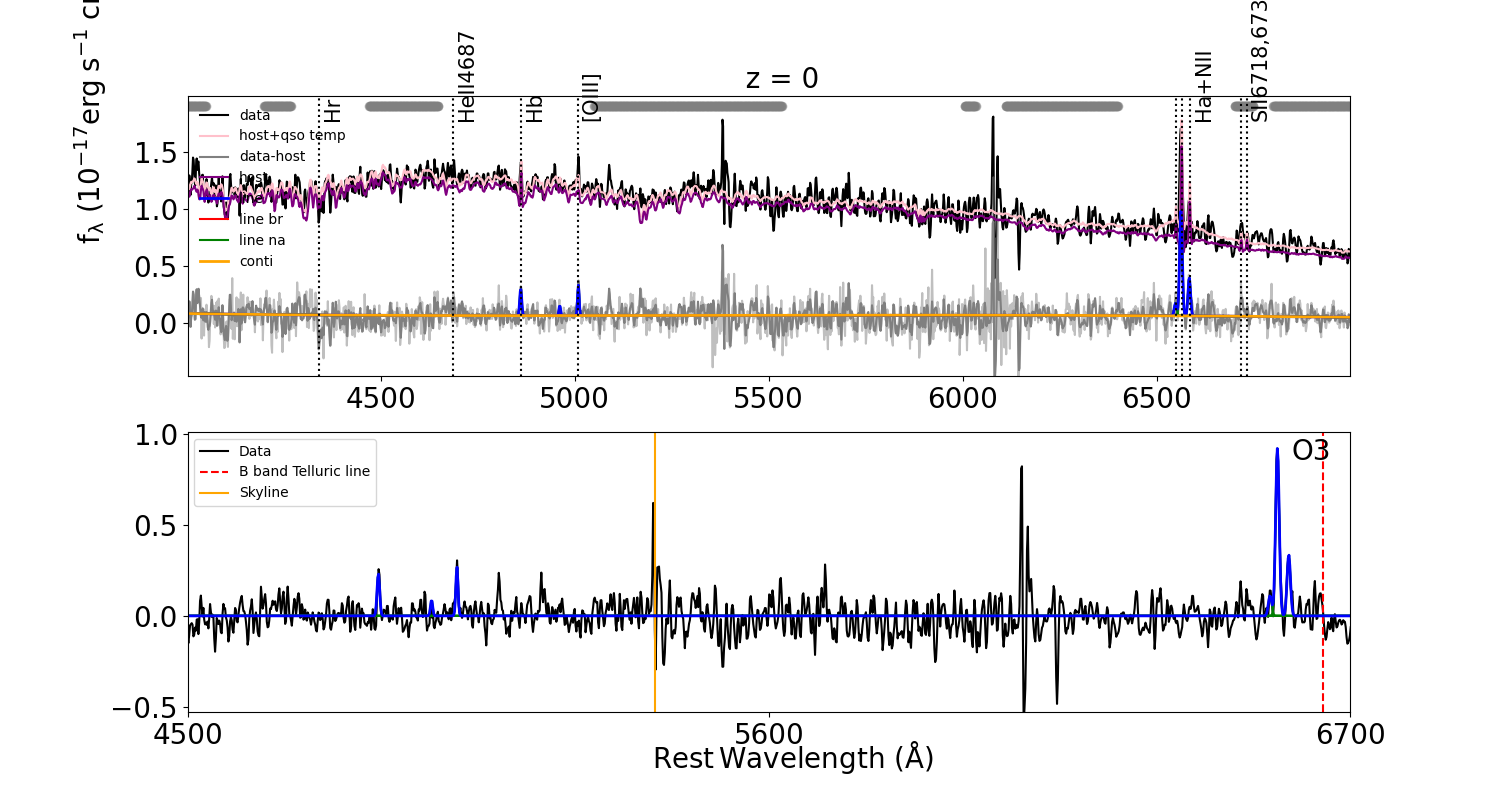 z = 0
f_λ (10^−17 erg s^−1
Hr
HeII4687
Hb
[OIII]
Ha+NII
SII6718,673
data
host+qso temp
data-host
host
line br
line na
conti
1.5
1.0
0.5
0.0
4500 5000 5500 6000 6500
Data
B band Telluric line
Skyline
O3
1.0
0.5
0.0
−0.5
4500 5600 6700
Rest Wavelength (Å)